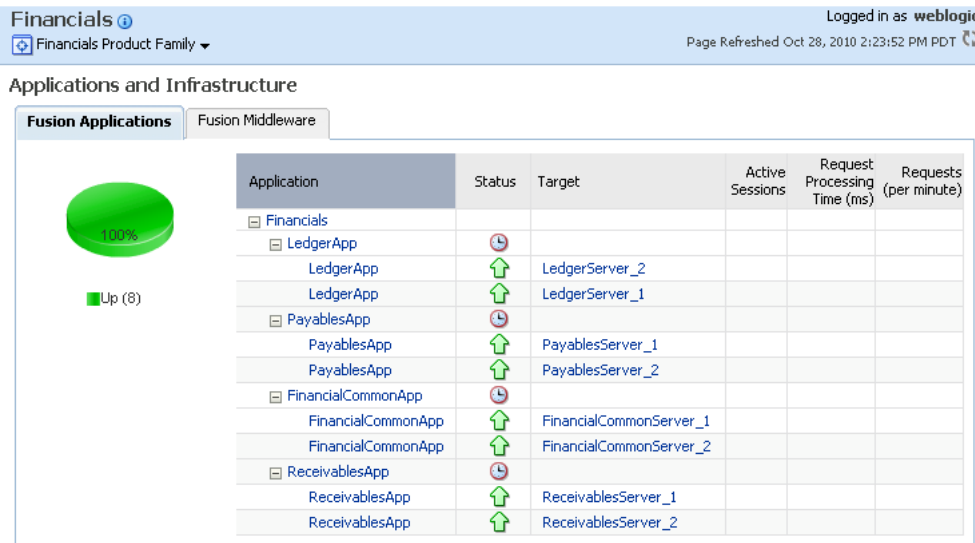 Financials
Logged in as weblogic
Financials Product Family
Page Refreshed Oct 28, 2010 2:23:52 PM PDT
Applications and Infrastructure
Fusion Applications Fusion Middleware
Application Status Target Active Sessions Request Processing Time (ms) Requests (per minute)
100%
Up (8)
Financials
LedgerApp
LedgerApp LedgerServer_2
LedgerApp LedgerServer_1
PayablesApp
PayablesApp PayablesServer_1
PayablesApp PayablesServer_2
FinancialCommonApp
FinancialCommonApp FinancialCommonServer_1
FinancialCommonApp FinancialCommonServer_2
ReceivablesApp
ReceivablesApp ReceivablesServer_1
ReceivablesApp ReceivablesServer_2